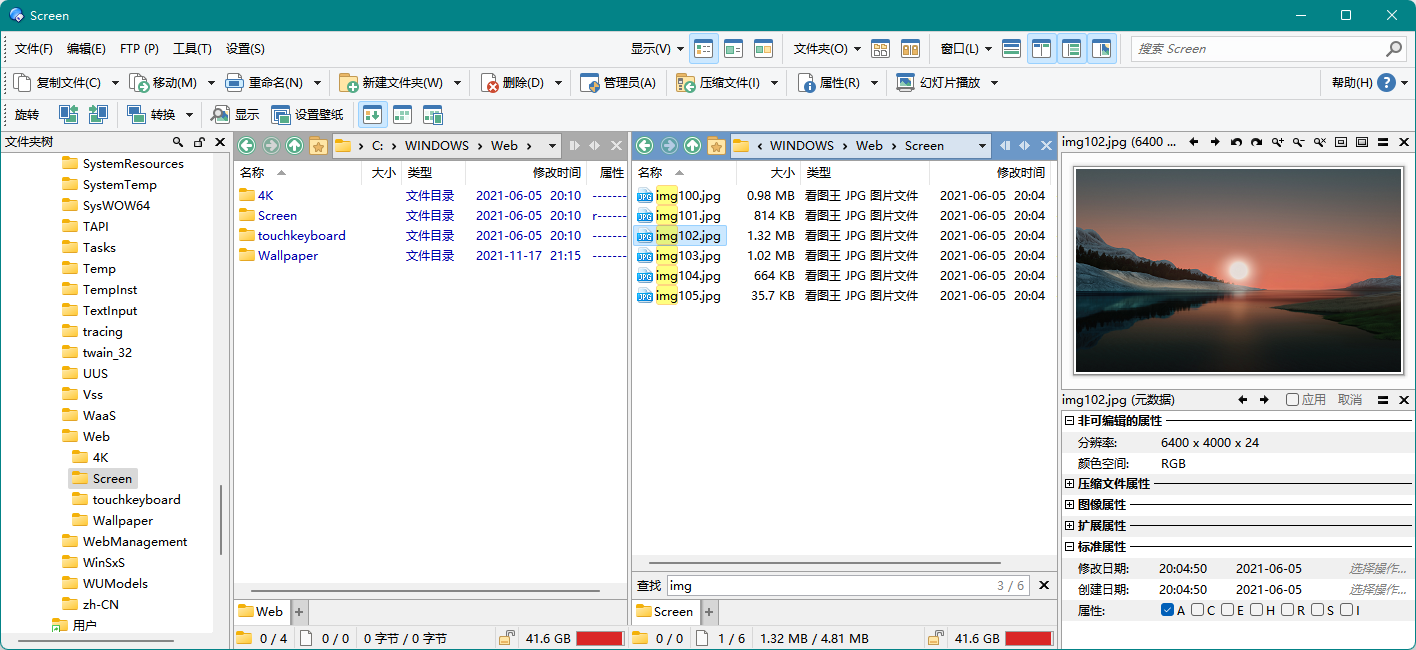 Screen
文件(F) 编辑(E) FTP (P) 工具(T) 设置(S) 显示(V) 文件夹(O) 窗口(L) 搜索 Screen
复制文件(C) 移动(M) 重命名(N) 新建文件夹(W) 删除(D) 管理员(A) 压缩文件(I) 属性(R) 幻灯片播放 帮助(H)
旋转 转换 显示 设置壁纸
文件夹树
SystemResources
SystemTemp
SysWOW64
TAPI
Tasks
Temp
TempInst
TextInput
tracing
twain_32
UUS
Vss
WaaS
Web
4K
Screen
touchkeyboard
Wallpaper
WebManagement
WinSxS
WUModels
zh-CN
用户
C: WINDOWS Web
名称 大小 类型 修改时间 属性
4K 文件目录 2021-06-05 20:10 -------
Screen 文件目录 2021-06-05 20:10 r------
touchkeyboard 文件目录 2021-06-05 20:10 -------
Wallpaper 文件目录 2021-11-17 21:15 -------
Web
0 / 4 0 / 0 0 字节 / 0 字节 41.6 GB
WINDOWS Web Screen
名称 大小 类型 修改时间
JPG img100.jpg 0.98 MB 看图王 JPG 图片文件 2021-06-05 20:04
JPG img101.jpg 814 KB 看图王 JPG 图片文件 2021-06-05 20:04
JPG img102.jpg 1.32 MB 看图王 JPG 图片文件 2021-06-05 20:04
JPG img103.jpg 1.02 MB 看图王 JPG 图片文件 2021-06-05 20:04
JPG img104.jpg 664 KB 看图王 JPG 图片文件 2021-06-05 20:04
JPG img105.jpg 35.7 KB 看图王 JPG 图片文件 2021-06-05 20:04
查找 img 3 / 6
Screen
0 / 0 1 / 6 1.32 MB / 4.81 MB 41.6 GB
img102.jpg (6400 ...
img102.jpg (元数据) 应用 取消
非可编辑的属性
分辨率: 6400 x 4000 x 24
颜色空间: RGB
压缩文件属性
图像属性
扩展属性
标准属性
修改日期: 20:04:50 2021-06-05 选择操作...
创建日期: 20:04:50 2021-06-05 选择操作...
属性: A C E H R S I